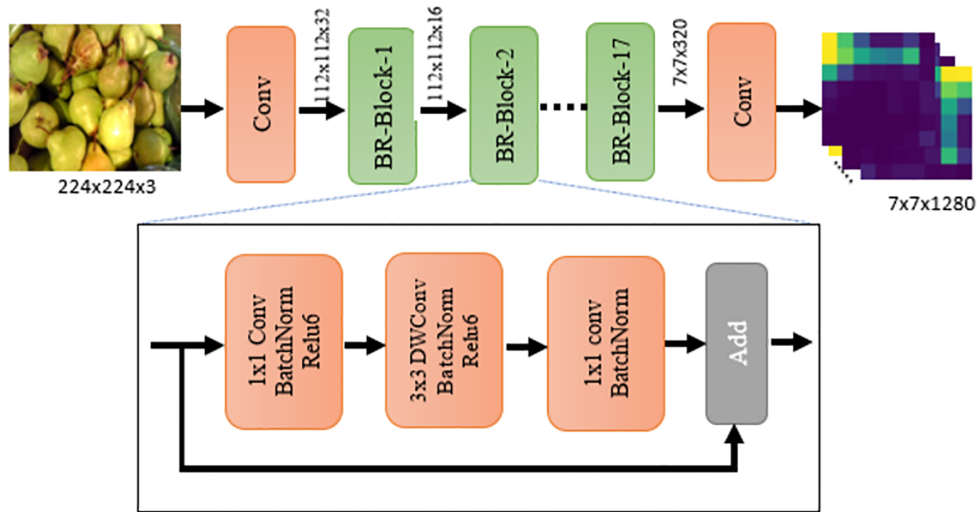 224x224x3
Conv
112x112x32
BR-Block-1
112x112x16
BR-Block-2
BR-Block-17
7x7x320
Conv
7x7x1280
1x1 Conv
BatchNorm
Relu6
3x3 DWConv
BatchNorm
Relu6
1x1 conv
BatchNorm
Add